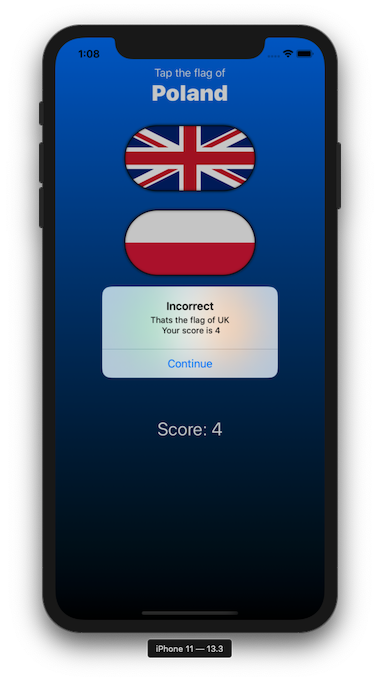 1:08
Tap the flag of
Poland
Incorrect
Thats the flag of UK
Your score is 4
Continue
Score: 4
iPhone 11 — 13.3